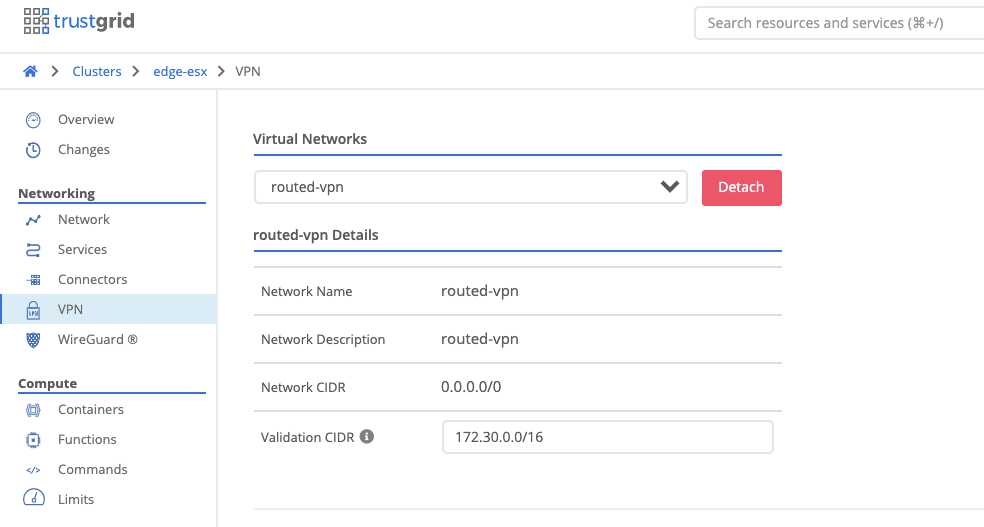 trustgrid
Search resources and services (⌘+/)
Clusters > edge-esx > VPN
Overview
Changes
Networking
Network
Services
Connectors
VPN
WireGuard ®
Compute
Containers
Functions
Commands
Limits
Virtual Networks
routed-vpn
Detach
routed-vpn Details
Network Name routed-vpn
Network Description routed-vpn
Network CIDR 0.0.0.0/0
Validation CIDR 172.30.0.0/16